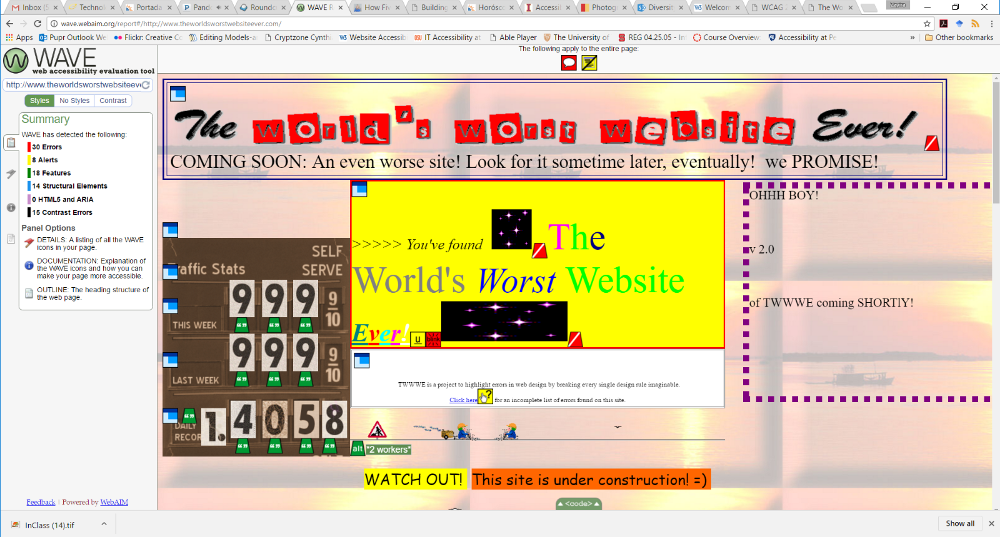 Inbox (5
Technol
Portada
Pando
Roundc
WAVE R
How Fiv
Building
Horósc
Accessil
Photogr
Diversit
Welcom
WCAG 2
The Wo
Zayira
wave.webaim.org/report#/http://www.theworldsworstwebsiteever.com/
Apps
Pupr Outlook We
Flickr: Creative Co
Editing Models-a
Cryptzone Cynthi
Website Accessib
IT Accessibility at
Able Player
The University of
REG 04.25.05 - In
Course Overview:
Accessibility at Pe
»
Other bookmarks
WAVE
web accessibility evaluation tool
http://www.theworldsworstwebsiteeve
Styles
No Styles
Contrast
Summary
WAVE has detected the following:
30 Errors
8 Alerts
18 Features
14 Structural Elements
0 HTML5 and ARIA
15 Contrast Errors
Panel Options
DETAILS: A listing of all the WAVE
icons in your page.
DOCUMENTATION: Explanation of
the WAVE icons and how you can
make your page more accessible.
OUTLINE: The heading structure of
the web page.
Feedback | Powered by WebAIM
The following apply to the entire page:
The world's worst website Ever!
COMING SOON: An even worse site! Look for it sometime later, eventually!  we PROMISE!
SELF
SERVE
Traffic Stats
999 9/10
THIS WEEK
999 9/10
LAST WEEK
DAILY
RECOR
1.4058
>>>>> You've found The
World's Worst Website
Ever!
u
blink
TWWWE is a project to highlight errors in web design by breaking every single design rule imaginable.
Click here ? for an incomplete list of errors found on this site.
alt *2 workers*
WATCH OUT! This site is under construction! =)
<code>
OHHH BOY!
v 2.0
of TWWWE coming SHORTlY!
InClass (14).tif
Show all